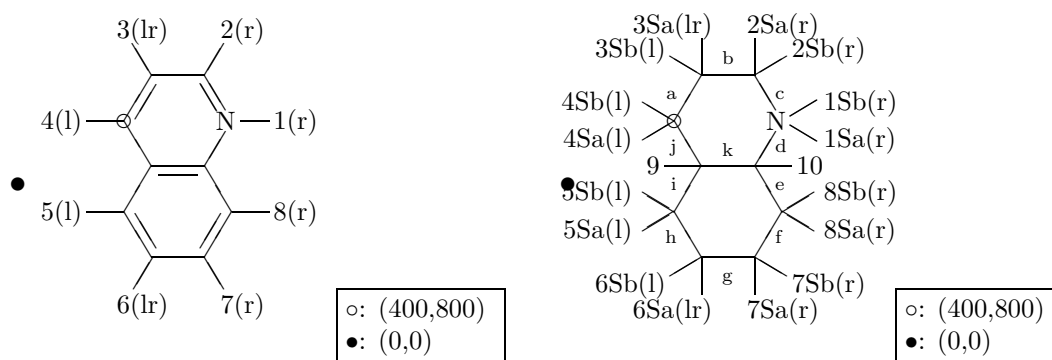 3(lr) 2(r)
4(l) N 1(r)
5(l) 8(r)
6(lr) 7(r)
○: (400,800)
●: (0,0)
3Sa(lr) 2Sa(r)
3Sb(l) b 2Sb(r)
a c
4Sb(l) N 1Sb(r)
4Sa(l) 1Sa(r)
j d
9 k 10
i e
5Sb(l) 8Sb(r)
5Sa(l) 8Sa(r)
h f
6Sb(l) g 7Sb(r)
6Sa(lr) 7Sa(r)
○: (400,800)
●: (0,0)